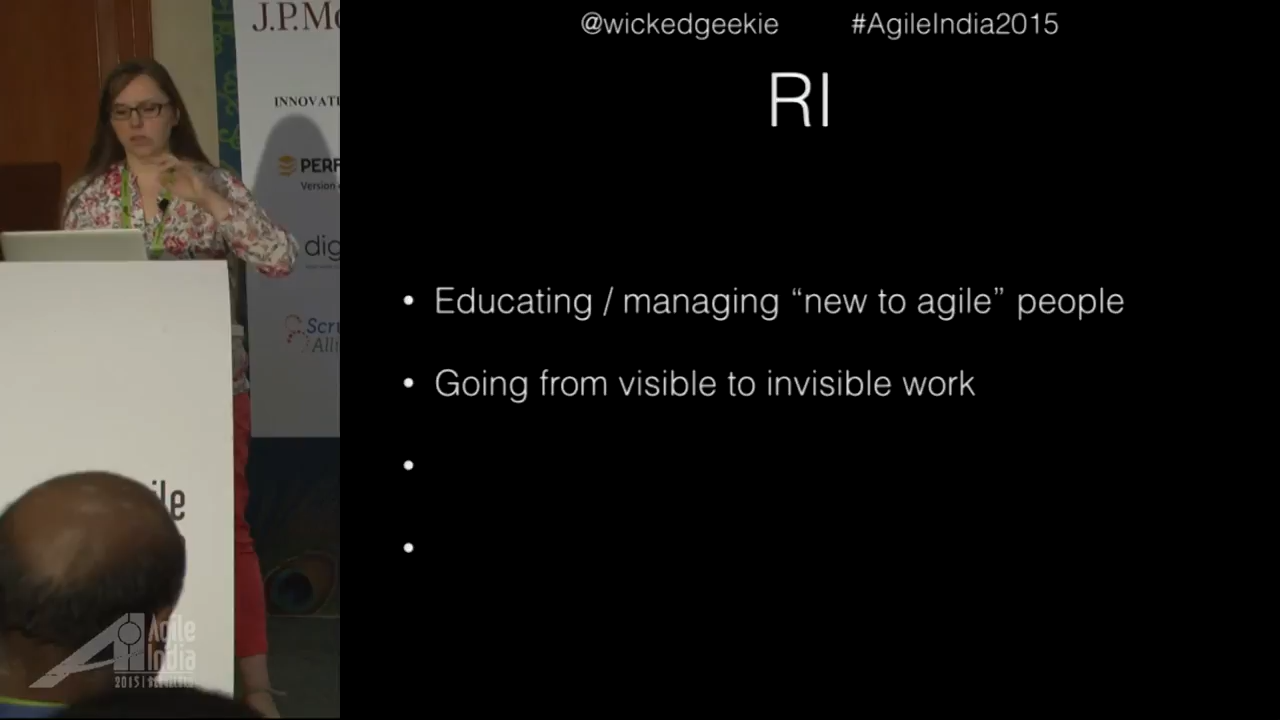 @wickedgeekie #AgileIndia2015
RI
• Educating / managing “new to agile” people
• Going from visible to invisible work
•
•
J.P.M
INNOVAT
PERF
Version
dig
Scr
Alli
ile
Agile
India
2015 |